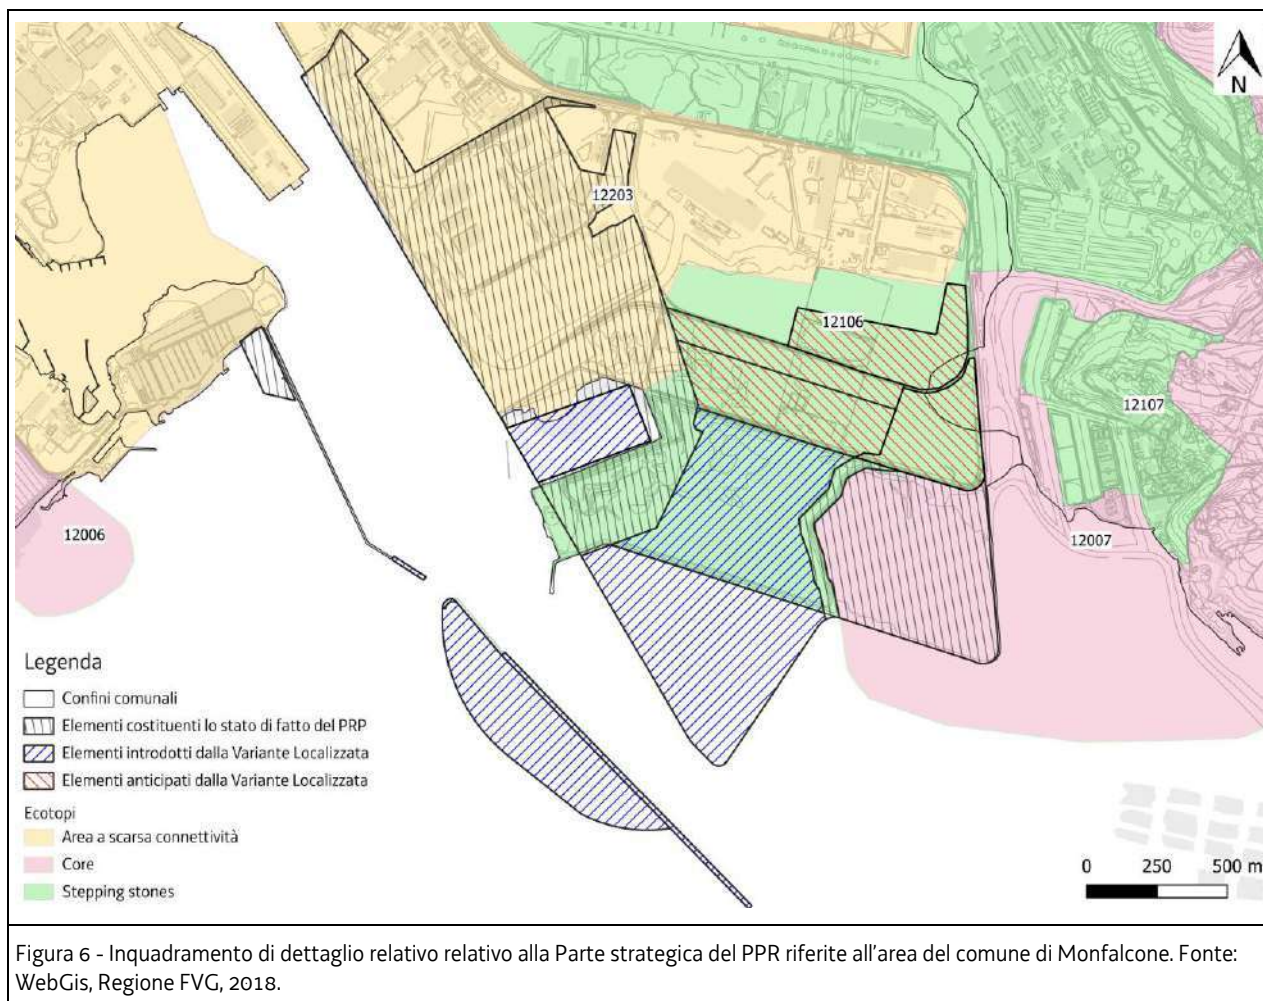 N
12203
12106
12107
12006
12007
Legenda
Confini comunali
Elementi costituenti lo stato di fatto del PRP
Elementi introdotti dalla Variante Localizzata
Elementi anticipati dalla Variante Localizzata
Ecotopi
Area a scarsa connettività
Core
Stepping stones
0 250 500 m
Figura 6 - Inquadramento di dettaglio relativo relativo alla Parte strategica del PPR riferite all'area del comune di Monfalcone. Fonte:
WebGis, Regione FVG, 2018.